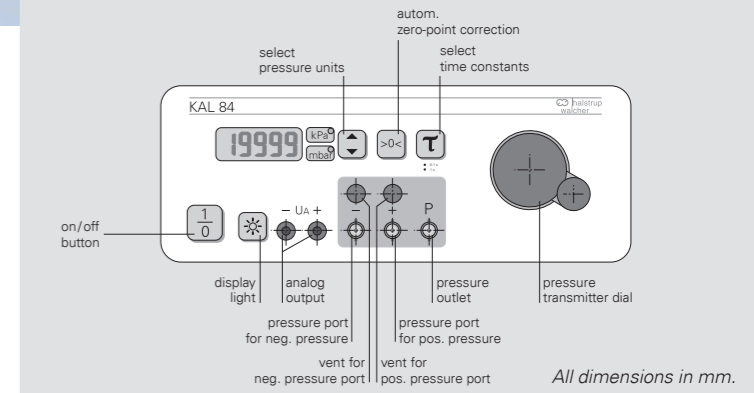 autom.
zero-point correction
select
pressure units
select
time constants
KAL 84
halstrup
walcher
19999
kPa
mbar
>0<
τ
1
0
- UA +
- + P
on/off
button
display
light
analog
output
pressure
outlet
pressure
transmitter dial
pressure port
for neg. pressure
pressure port
for pos. pressure
vent for
neg. pressure port
vent for
pos. pressure port
All dimensions in mm.